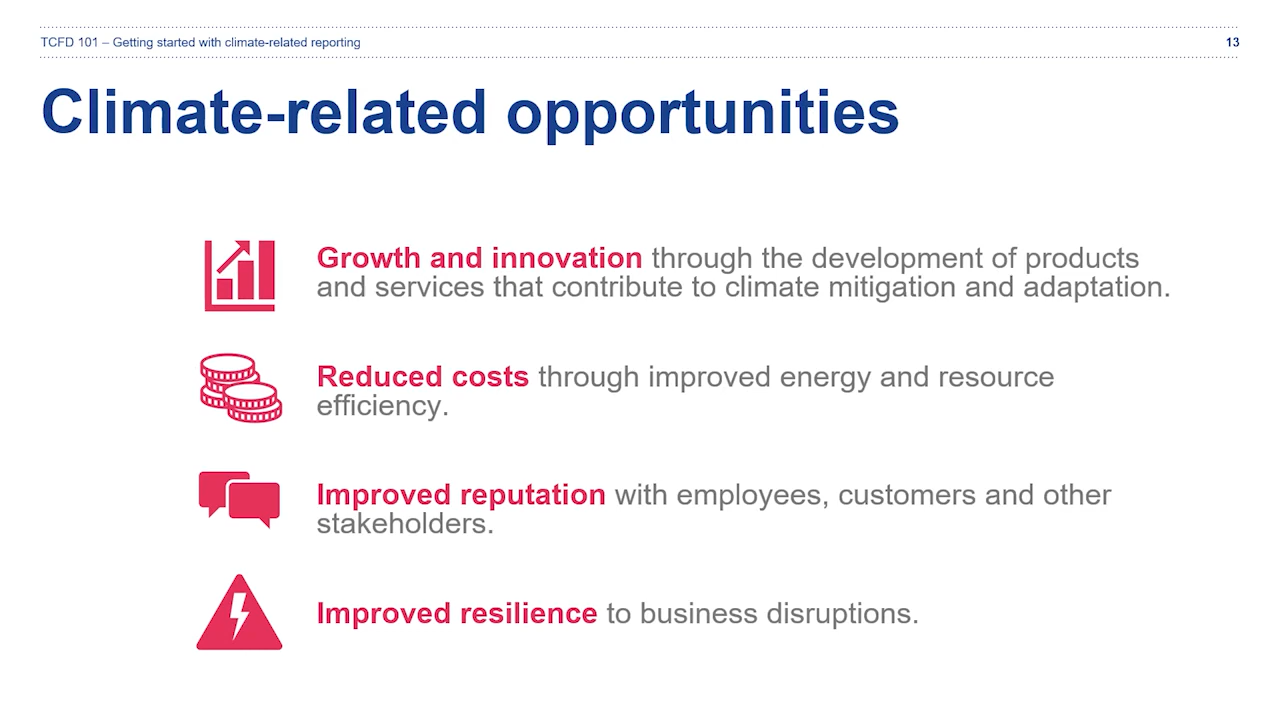 TCFD 101 – Getting started with climate-related reporting
13
Climate-related opportunities
Growth and innovation through the development of products
and services that contribute to climate mitigation and adaptation.
Reduced costs through improved energy and resource
efficiency.
Improved reputation with employees, customers and other
stakeholders.
Improved resilience to business disruptions.